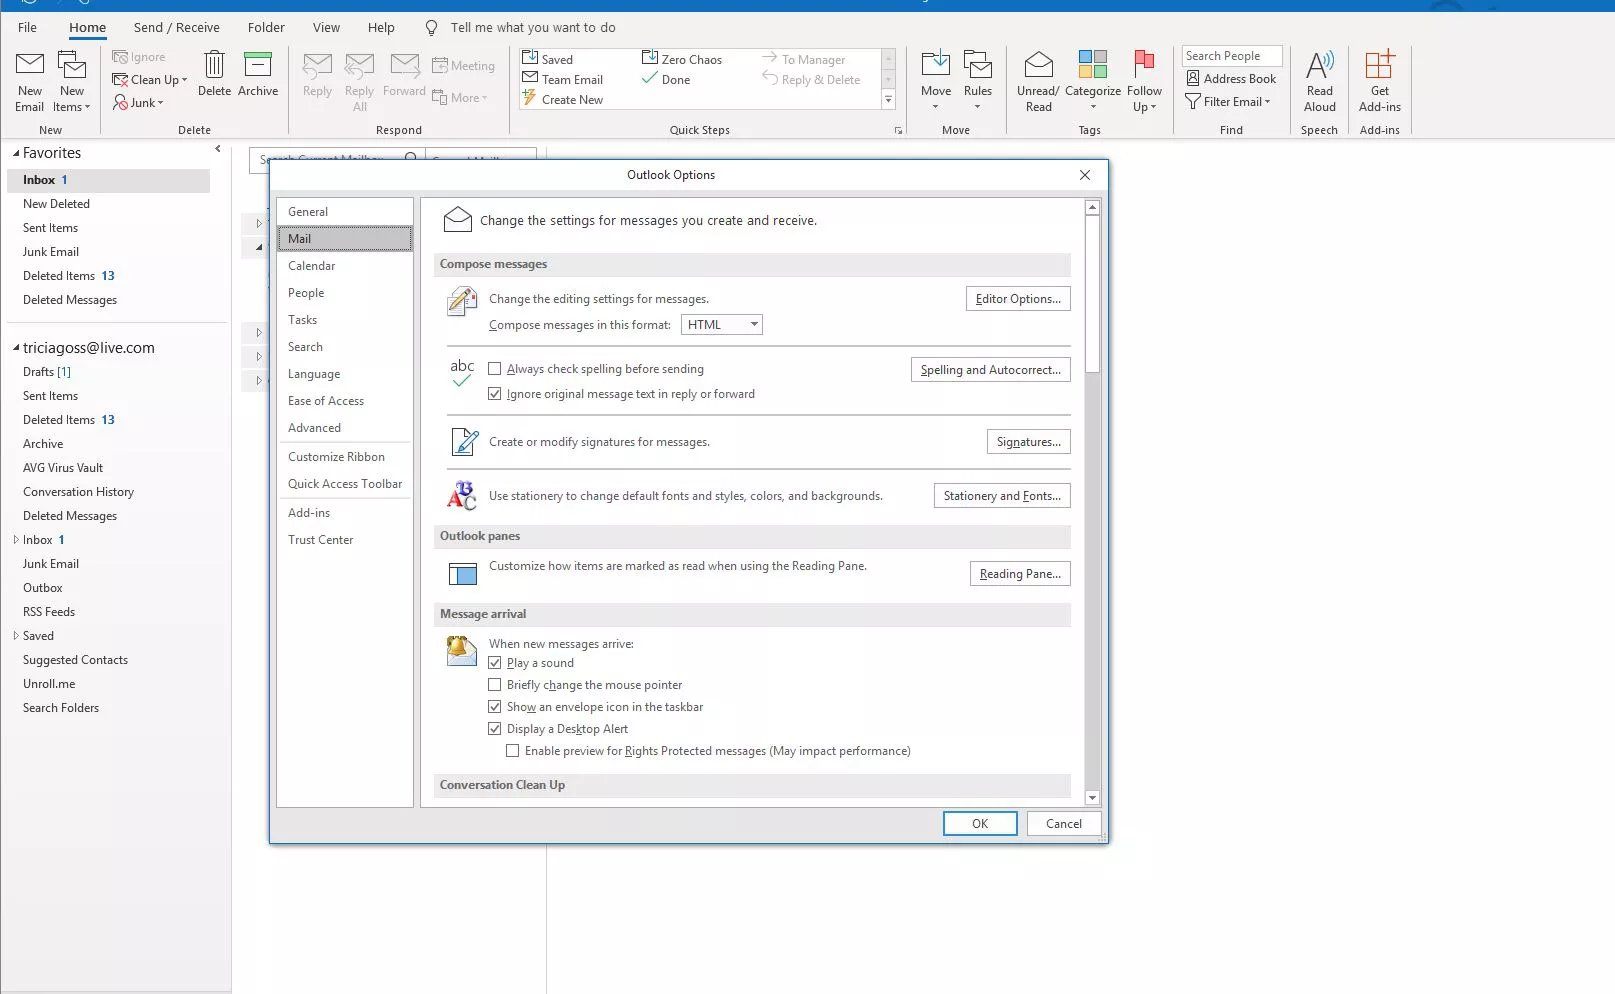 File Home Send / Receive Folder View Help Tell me what you want to do
New Email
New Items
New
Ignore
Clean Up
Junk
Delete
Archive
Delete
Reply
Reply All
Forward
Meeting
More
Respond
Saved
Team Email
Create New
Zero Chaos
Done
To Manager
Reply & Delete
Quick Steps
Move
Rules
Move
Unread/ Read
Categorize
Follow Up
Tags
Search People
Address Book
Filter Email
Find
Read Aloud
Speech
Get Add-ins
Add-ins
Favorites
Inbox 1
New Deleted
Sent Items
Junk Email
Deleted Items 13
Deleted Messages
triciagoss@live.com
Drafts [1]
Sent Items
Deleted Items 13
Archive
AVG Virus Vault
Conversation History
Deleted Messages
Inbox 1
Junk Email
Outbox
RSS Feeds
Saved
Suggested Contacts
Unroll.me
Search Folders
Search Current Mailbox
Outlook Options
General
Mail
Calendar
People
Tasks
Search
Language
Ease of Access
Advanced
Customize Ribbon
Quick Access Toolbar
Add-ins
Trust Center
Change the settings for messages you create and receive.
Compose messages
Change the editing settings for messages.
Editor Options...
Compose messages in this format: HTML
abc
Always check spelling before sending
Spelling and Autocorrect...
Ignore original message text in reply or forward
Create or modify signatures for messages.
Signatures...
Use stationery to change default fonts and styles, colors, and backgrounds.
Stationery and Fonts...
Outlook panes
Customize how items are marked as read when using the Reading Pane.
Reading Pane...
Message arrival
When new messages arrive:
Play a sound
Briefly change the mouse pointer
Show an envelope icon in the taskbar
Display a Desktop Alert
Enable preview for Rights Protected messages (May impact performance)
Conversation Clean Up
OK
Cancel